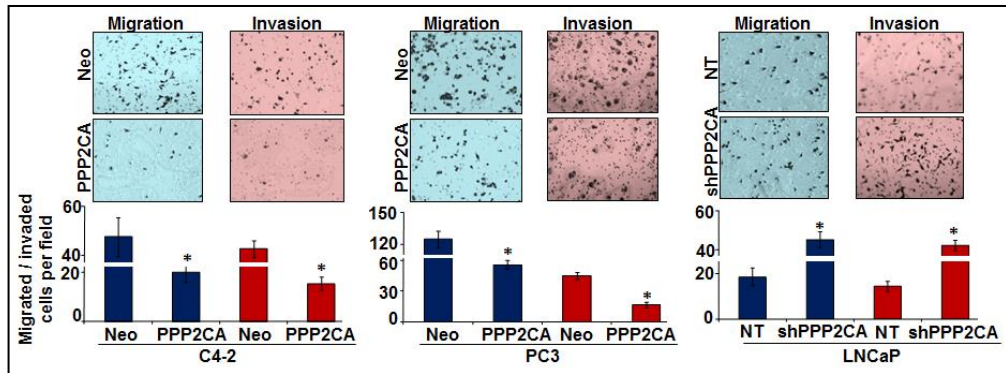 Migration Invasion
Neo
PPP2CA
Migrated / invaded
cells per field
60
40
20
0
*
*
Neo PPP2CA Neo PPP2CA
C4-2
Migration Invasion
Neo
PPP2CA
150
120
60
30
0
*
*
Neo PPP2CA Neo PPP2CA
PC3
Migration Invasion
NT
shPPP2CA
60
40
20
0
*
*
NT shPPP2CA NT shPPP2CA
LNCaP